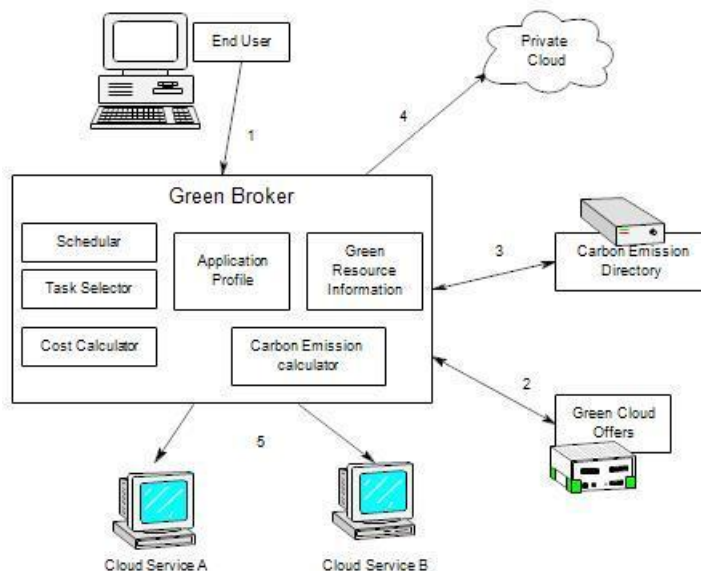 End User
Private
Cloud
4
1
Green Broker
Schedular
Application
Profile
Green
Resource
Information
Task Selector
Cost Calculator
Carbon Emission
calculator
3
Carbon Emission
Directory
2
Green Cloud
Offers
5
Cloud Service A
Cloud Service B